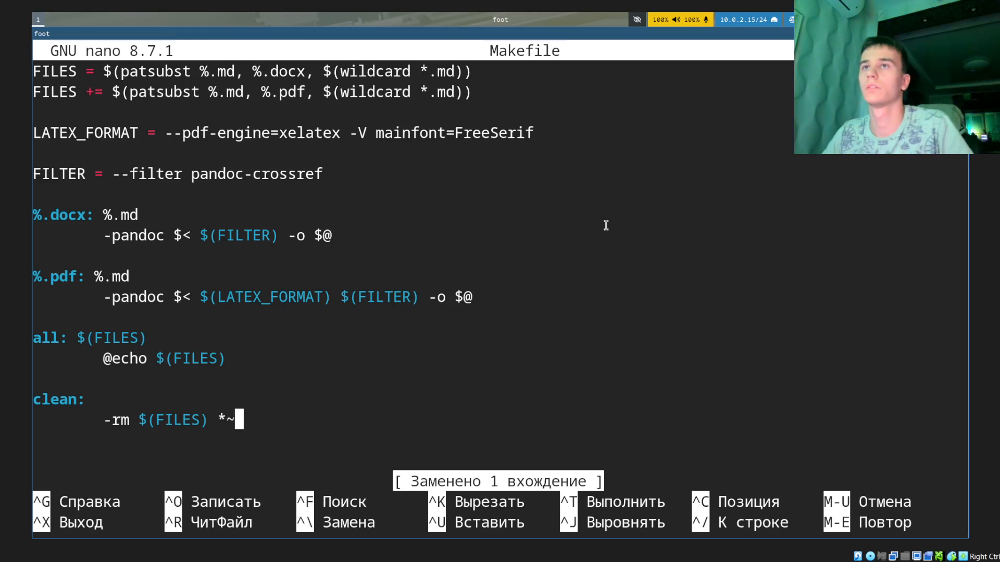 1 foot 100% 100% 10.0.2.15/24
foot
GNU nano 8.7.1 Makefile
FILES = $(patsubst %.md, %.docx, $(wildcard *.md))
FILES += $(patsubst %.md, %.pdf, $(wildcard *.md))
LATEX_FORMAT = --pdf-engine=xelatex -V mainfont=FreeSerif
FILTER = --filter pandoc-crossref
%.docx: %.md
-pandoc $< $(FILTER) -o $@
%.pdf: %.md
-pandoc $< $(LATEX_FORMAT) $(FILTER) -o $@
all: $(FILES)
@echo $(FILES)
clean:
-rm $(FILES) *~
[ Заменено 1 вхождение ]
^G Справка ^O Записать ^F Поиск ^K Вырезать ^T Выполнить ^C Позиция M-U Отмена
^X Выход ^R ЧитФайл ^\ Замена ^U Вставить ^J Выровнять ^/ К строке M-E Повтор
Right Ctrl